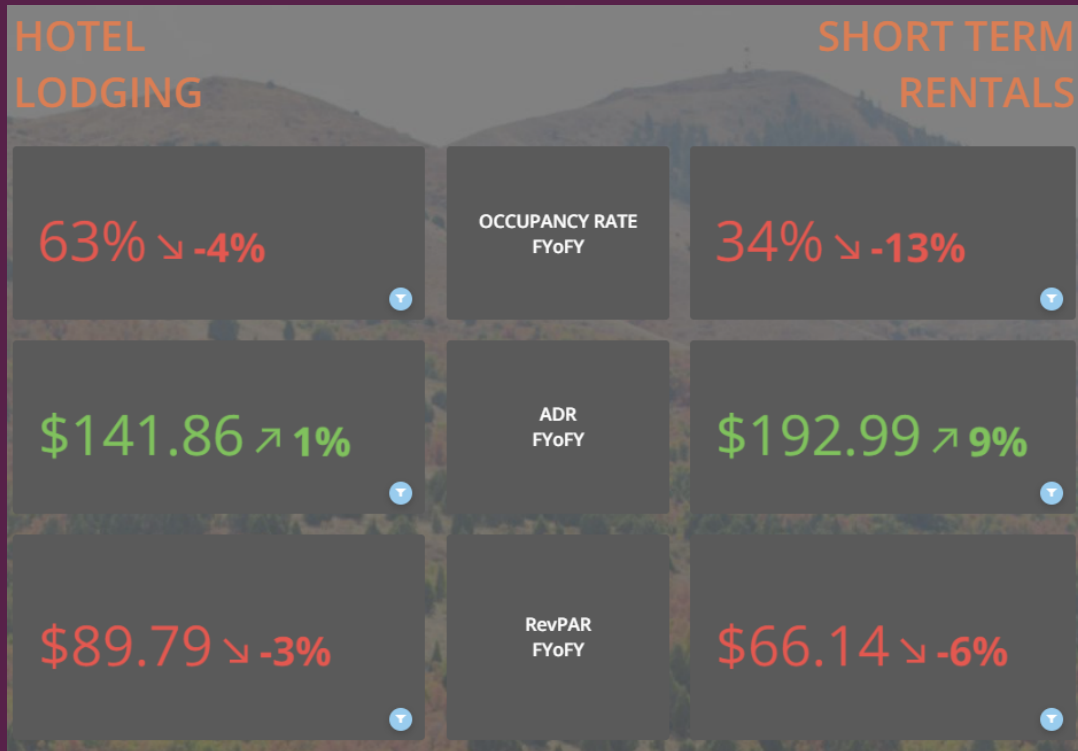 HOTEL
LODGING
SHORT TERM
RENTALS
63% ↘ -4%
OCCUPANCY RATE
FYoFY
34% ↘ -13%
$141.86 ↗ 1%
ADR
FYoFY
$192.99 ↗ 9%
$89.79 ↘ -3%
RevPAR
FYoFY
$66.14 ↘ -6%